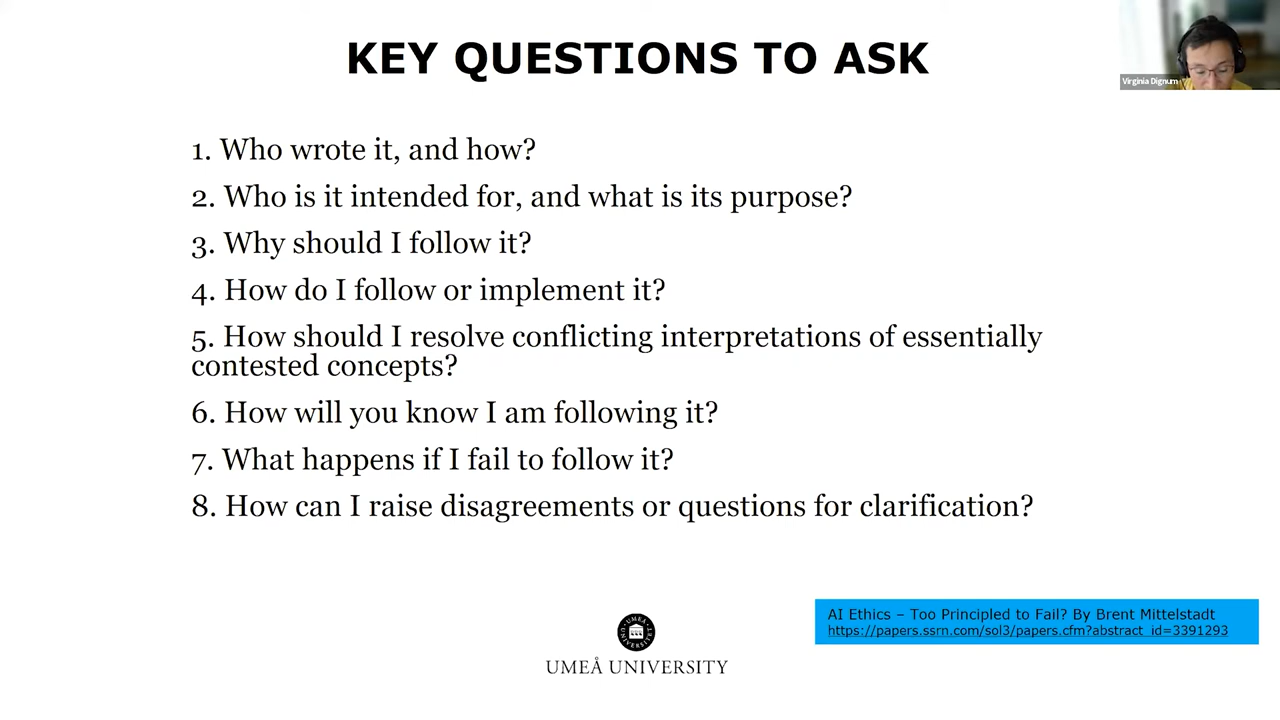 KEY QUESTIONS TO ASK
Virginia Dignum
1. Who wrote it, and how?
2. Who is it intended for, and what is its purpose?
3. Why should I follow it?
4. How do I follow or implement it?
5. How should I resolve conflicting interpretations of essentially
contested concepts?
6. How will you know I am following it?
7. What happens if I fail to follow it?
8. How can I raise disagreements or questions for clarification?
AI Ethics – Too Principled to Fail? By Brent Mittelstadt
https://papers.ssrn.com/sol3/papers.cfm?abstract_id=3391293
UMEÅ UNIVERSITY